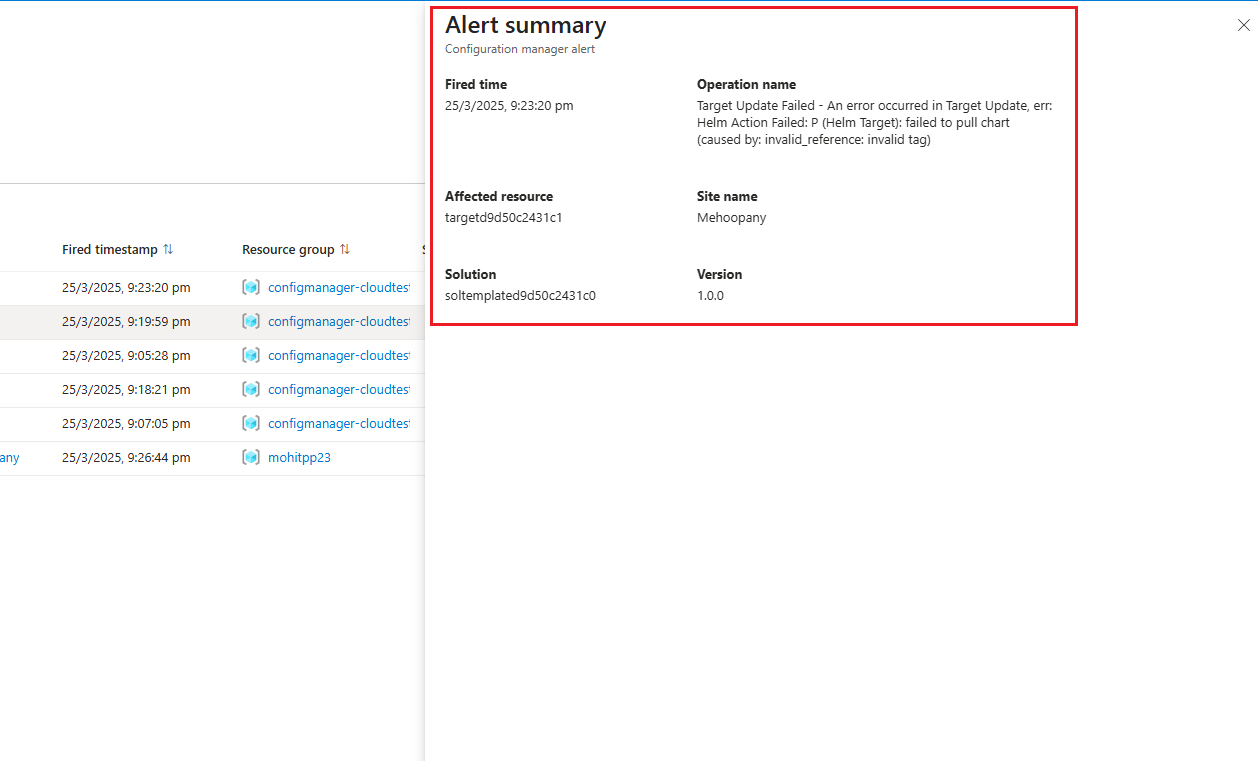 Alert summary
Configuration manager alert
Fired time
25/3/2025, 9:23:20 pm
Operation name
Target Update Failed - An error occurred in Target Update, err:
Helm Action Failed: P (Helm Target): failed to pull chart
(caused by: invalid_reference: invalid tag)
Affected resource
targetd9d50c2431c1
Site name
Mehoopany
Solution
soltemplated9d50c2431c0
Version
1.0.0
Fired timestamp Resource group
25/3/2025, 9:23:20 pm configmanager-cloudtest
25/3/2025, 9:19:59 pm configmanager-cloudtest
25/3/2025, 9:05:28 pm configmanager-cloudtest
25/3/2025, 9:18:21 pm configmanager-cloudtest
25/3/2025, 9:07:05 pm configmanager-cloudtest
any 25/3/2025, 9:26:44 pm mohitpp23